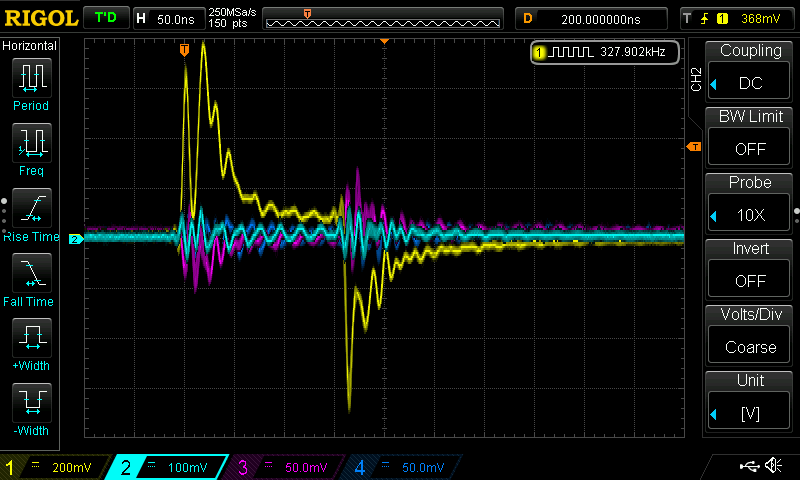 RIGOL T'D H 50.0ns 250MSa/s
150 pts
D 200.000000ns T 1 368mV
Horizontal
Period
Freq
Rise Time
Fall Time
+Width
-Width
T
1 327.902kHz
T
2
CH2
Coupling
DC
BW Limit
OFF
Probe
10X
Invert
OFF
Volts/Div
Coarse
Unit
[V]
1 200mV 2 100mV 3 50.0mV 4 50.0mV